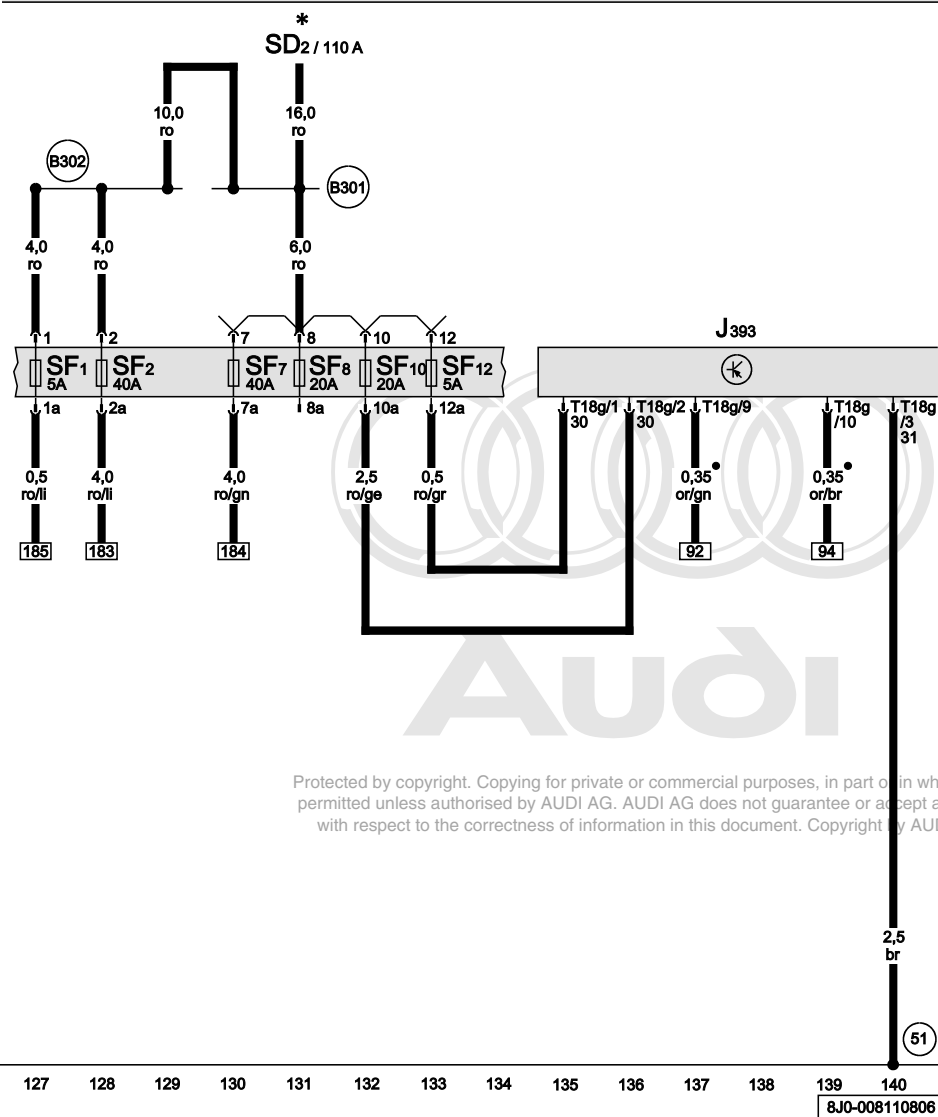 *
SD2 / 110 A
10,0
ro
16,0
ro
B302
B301
4,0
ro
4,0
ro
6,0
ro
1
2
7
8
10
12
J393
SF1
5A
SF2
40A
SF7
40A
SF8
20A
SF10
20A
SF12
5A
1a
2a
7a
8a
10a
12a
T18g/1
30
T18g/2
30
T18g/9
T18g
/10
T18g
/3
31
0,5
ro/li
4,0
ro/li
4,0
ro/gn
2,5
ro/ge
0,5
ro/gr
0,35
or/gn
0,35
or/br
185
183
184
92
94
Audi
Protected by copyright. Copying for private or commercial purposes, in part or in wh
permitted unless authorised by AUDI AG. AUDI AG does not guarantee or accept a
with respect to the correctness of information in this document. Copyright by AUD
2,5
br
51
127 128 129 130 131 132 133 134 135 136 137 138 139 140
8J0-008110806